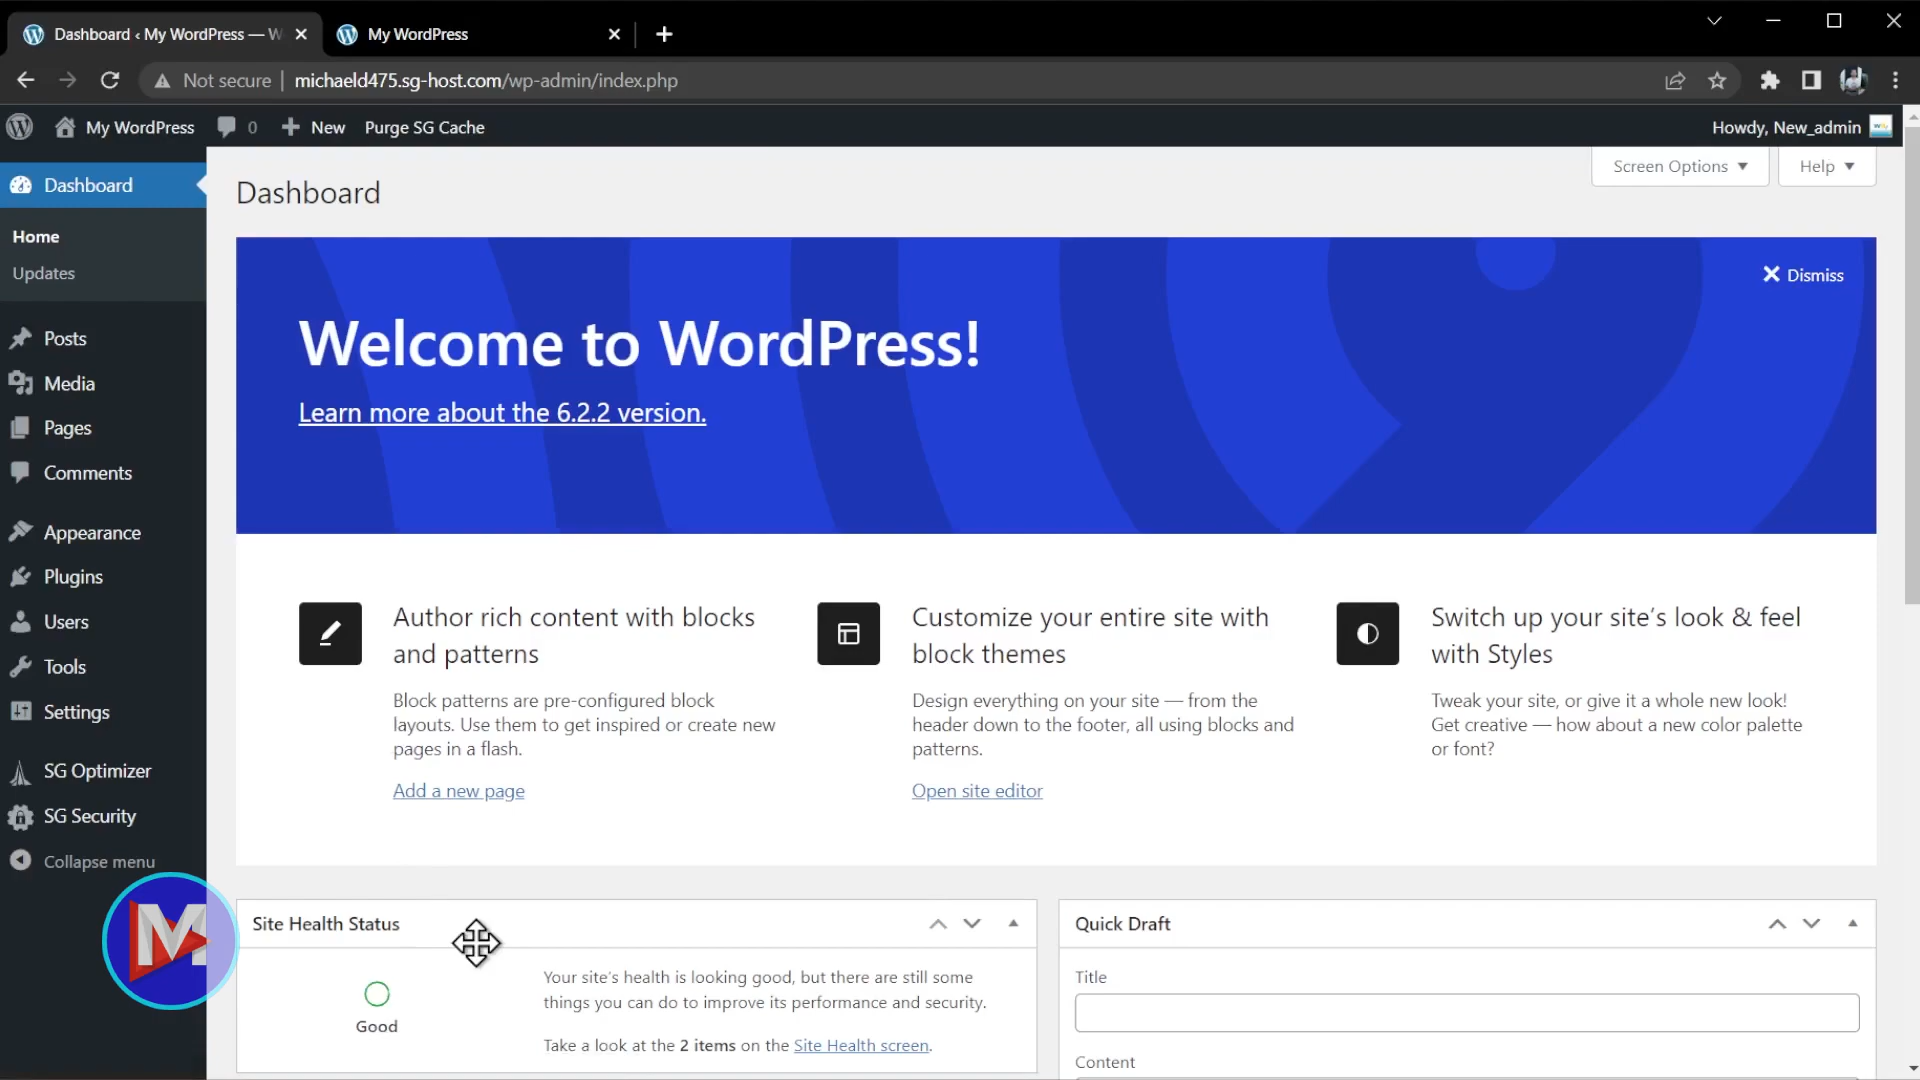 Dashboard ‹ My WordPress — W
My WordPress
Not secure | michaeld475.sg-host.com/wp-admin/index.php
My WordPress
0
New
Purge SG Cache
Howdy, New_admin
Dashboard
Home
Updates
Posts
Media
Pages
Comments
Appearance
Plugins
Users
Tools
Settings
SG Optimizer
SG Security
Collapse menu
M
Screen Options
Help
Dashboard
Dismiss
Welcome to WordPress!
Learn more about the 6.2.2 version.
Author rich content with blocks
and patterns
Block patterns are pre-configured block
layouts. Use them to get inspired or create new
pages in a flash.
Add a new page
Customize your entire site with
block themes
Design everything on your site — from the
header down to the footer, all using blocks and
patterns.
Open site editor
Switch up your site’s look & feel
with Styles
Tweak your site, or give it a whole new look!
Get creative — how about a new color palette
or font?
Site Health Status
Good
Your site’s health is looking good, but there are still some
things you can do to improve its performance and security.
Take a look at the 2 items on the Site Health screen.
Quick Draft
Title
Content